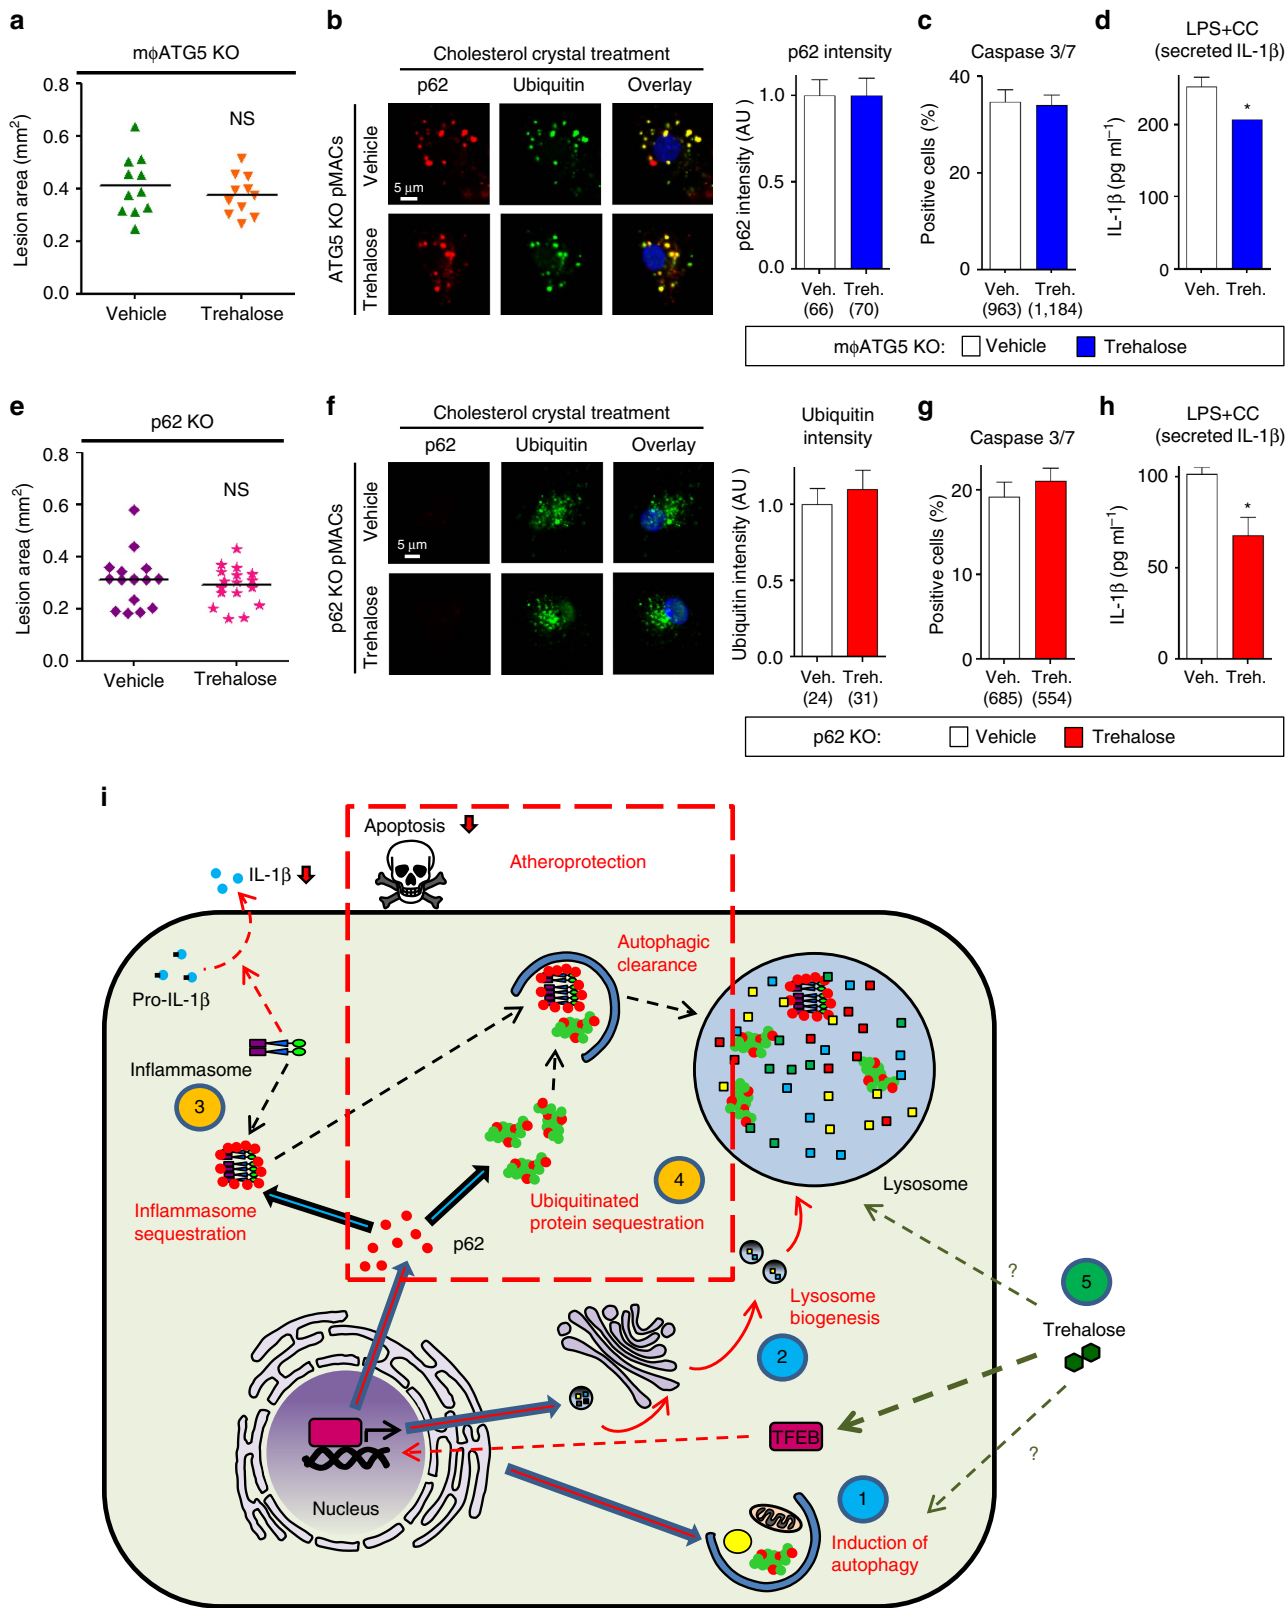 a
mϕATG5 KO
Lesion area (mm²)
0.8
0.6
0.4
0.2
0.0
NS
Vehicle
Trehalose
b
Cholesterol crystal treatment
p62
Ubiquitin
Overlay
ATG5 KO pMACs
Vehicle
Trehalose
5 μm
p62 intensity
p62 intensity (AU)
1.0
0.5
0.0
Veh. Treh.
(66) (70)
c
Caspase 3/7
Positive cells (%)
40
20
0
Veh. Treh.
(963) (1,184)
d
LPS+CC
(secreted IL-1β)
IL-1β (pg ml⁻¹)
200
100
0
*
Veh. Treh.
mϕATG5 KO: Vehicle Trehalose
e
p62 KO
Lesion area (mm²)
0.8
0.6
0.4
0.2
0.0
NS
Vehicle
Trehalose
f
Cholesterol crystal treatment
p62
Ubiquitin
Overlay
p62 KO pMACs
Vehicle
Trehalose
5 μm
Ubiquitin
intensity
Ubiquitin intensity (AU)
1.0
0.5
0.0
Veh. Treh.
(24) (31)
g
Caspase 3/7
Positive cells (%)
20
10
0
Veh. Treh.
(685) (554)
h
LPS+CC
(secreted IL-1β)
IL-1β (pg ml⁻¹)
100
50
0
*
Veh. Treh.
p62 KO: Vehicle Trehalose
i
Apoptosis
Atheroprotection
IL-1β
Pro-IL-1β
Autophagic
clearance
Inflammasome
3
Inflammasome
sequestration
Ubiquitinated
protein sequestration
4
p62
Lysosome
Lysosome
biogenesis
2
?
5
Trehalose
TFEB
?
Nucleus
1
Induction of
autophagy